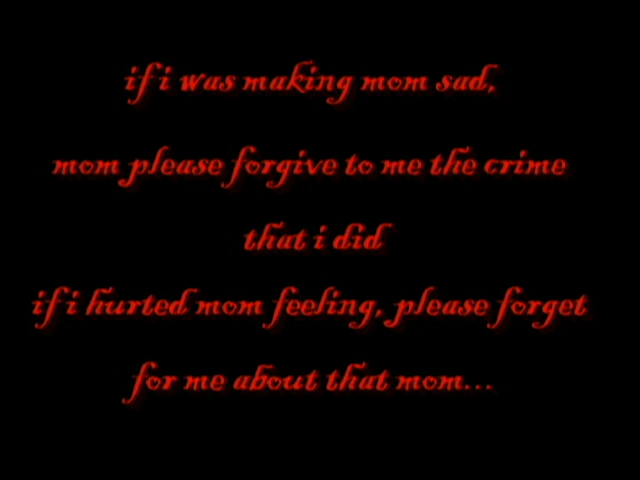 if i was making mom sad,
mom please forgive to me the crime
that i did
if i hurted mom feeling, please forget
for me about that mom...